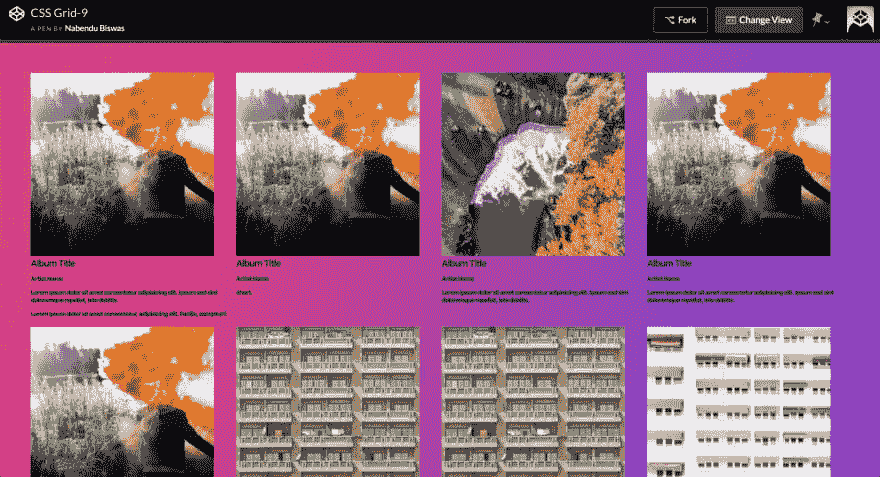 CSS Grid-9
A PEN BY Nabendu Biswas
Fork
Change View
Album Title
Artist Name
Lorem ipsum dolor sit amet consectetur adipisicing elit. Ipsum sed sint
doloremque repellat, iste debitis.
Lorem ipsum dolor sit amet consectetur, adipisicing elit. Facilis, excepturi!
Album Title
Artist Name
Short.
Album Title
Artist Name
Lorem ipsum dolor sit amet consectetur adipisicing elit. Ipsum sed sint
doloremque repellat, iste debitis.
Album Title
Artist Name
Lorem ipsum dolor sit amet consectetur adipisicing elit. Ipsum sed sint
doloremque repellat, iste debitis.